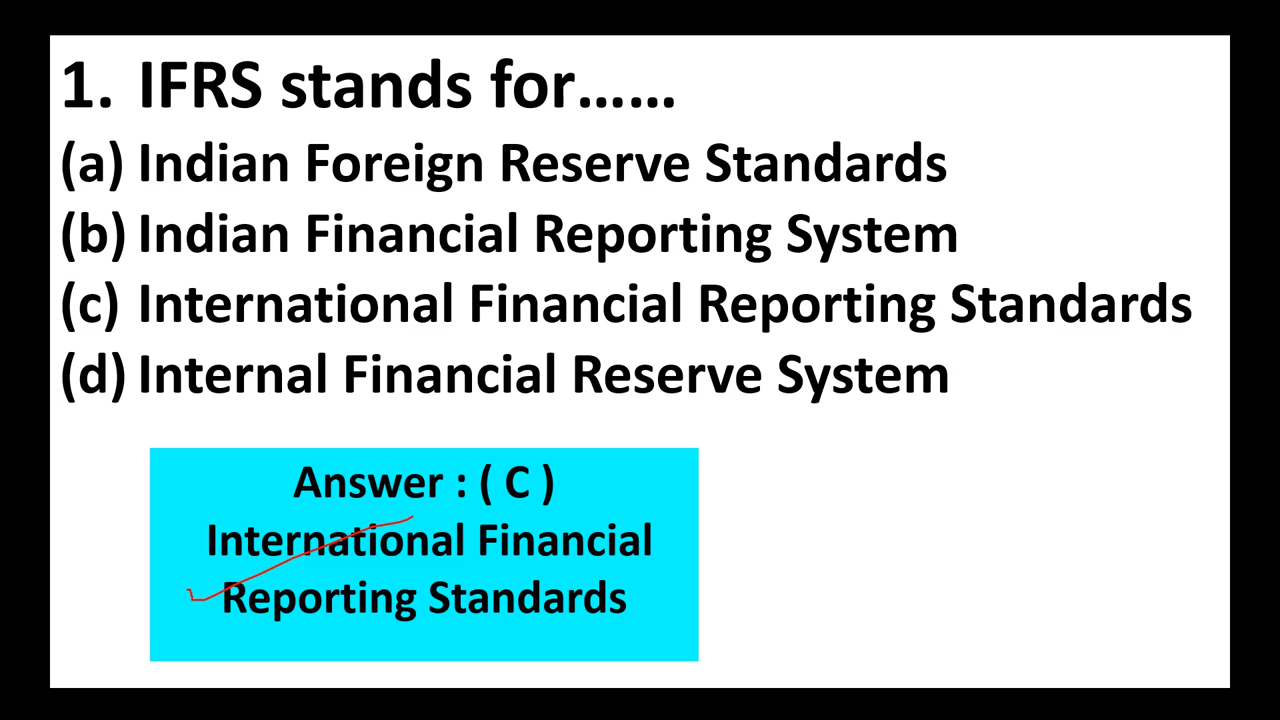 1. IFRS stands for......
(a) Indian Foreign Reserve Standards
(b) Indian Financial Reporting System
(c) International Financial Reporting Standards
(d) Internal Financial Reserve System
Answer : ( C )
International Financial
Reporting Standards